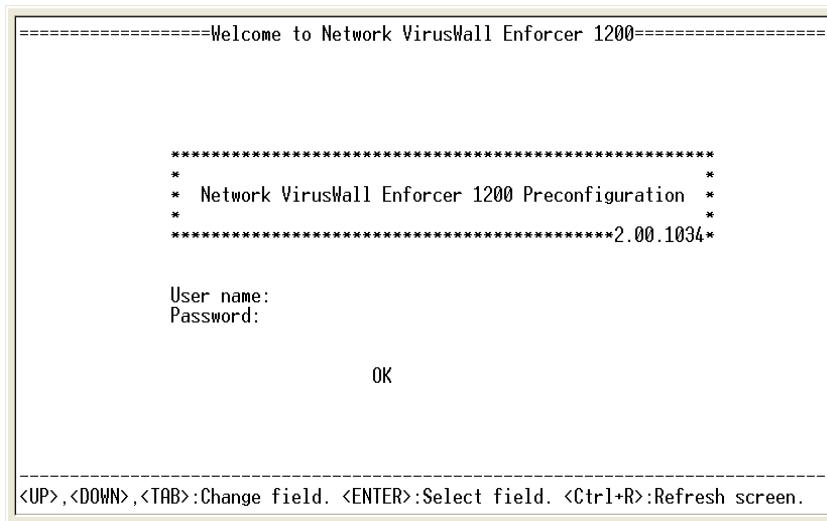 ===================Welcome to Network VirusWall Enforcer 1200===================
******************************************************
* *
* Network VirusWall Enforcer 1200 Preconfiguration *
* *
********************************************2.00.1034*
User name:
Password:
OK
--------------------------------------------------------------------------------
<UP>,<DOWN>,<TAB>:Change field. <ENTER>:Select field. <Ctrl+R>:Refresh screen.